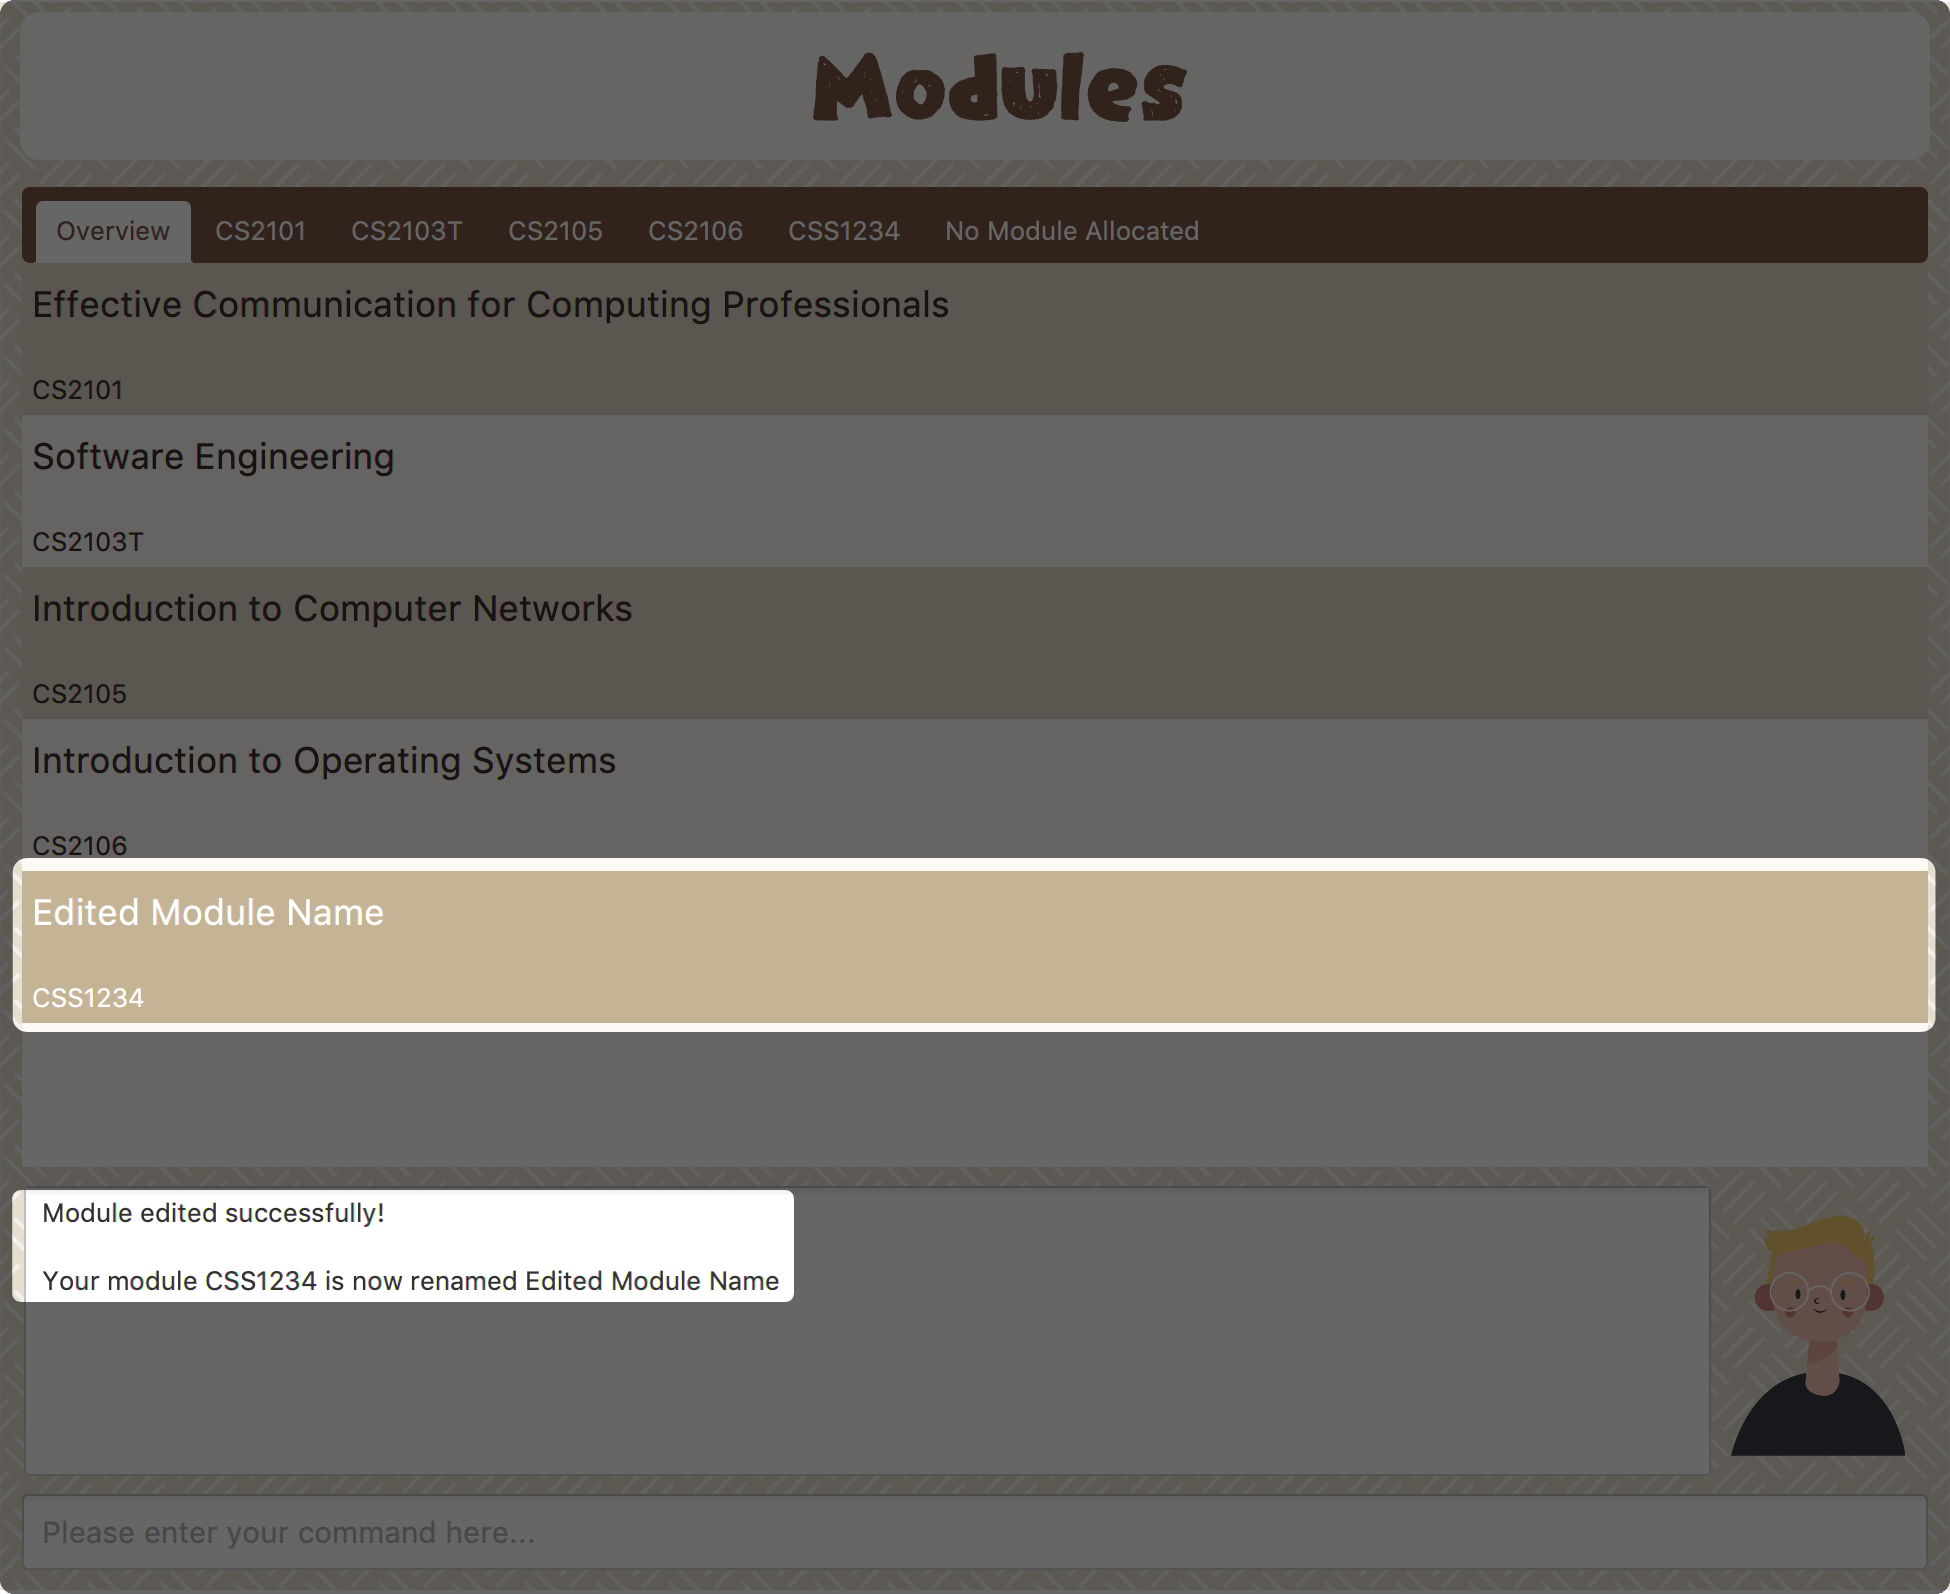 Modules
Overview CS2101 CS2103T CS2105 CS2106 CSS1234 No Module Allocated
Effective Communication for Computing Professionals
CS2101
Software Engineering
CS2103T
Introduction to Computer Networks
CS2105
Introduction to Operating Systems
CS2106
Edited Module Name
CSS1234
Module edited successfully!
Your module CSS1234 is now renamed Edited Module Name
Please enter your command here...